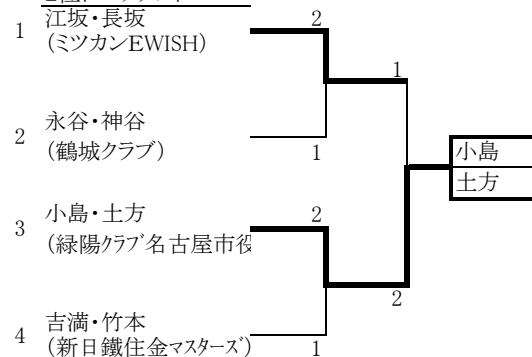 1 江坂・長坂 2
(ミツカンEWISH)
1
2 永谷・神谷
(鶴城クラブ) 1
小島
土方
3 小島・土方 2
(緑陽ｸﾗﾌﾞ名古屋市役
2
4 吉満・竹本
(新日鐵住金ﾏｽﾀｰｽﾞ) 1